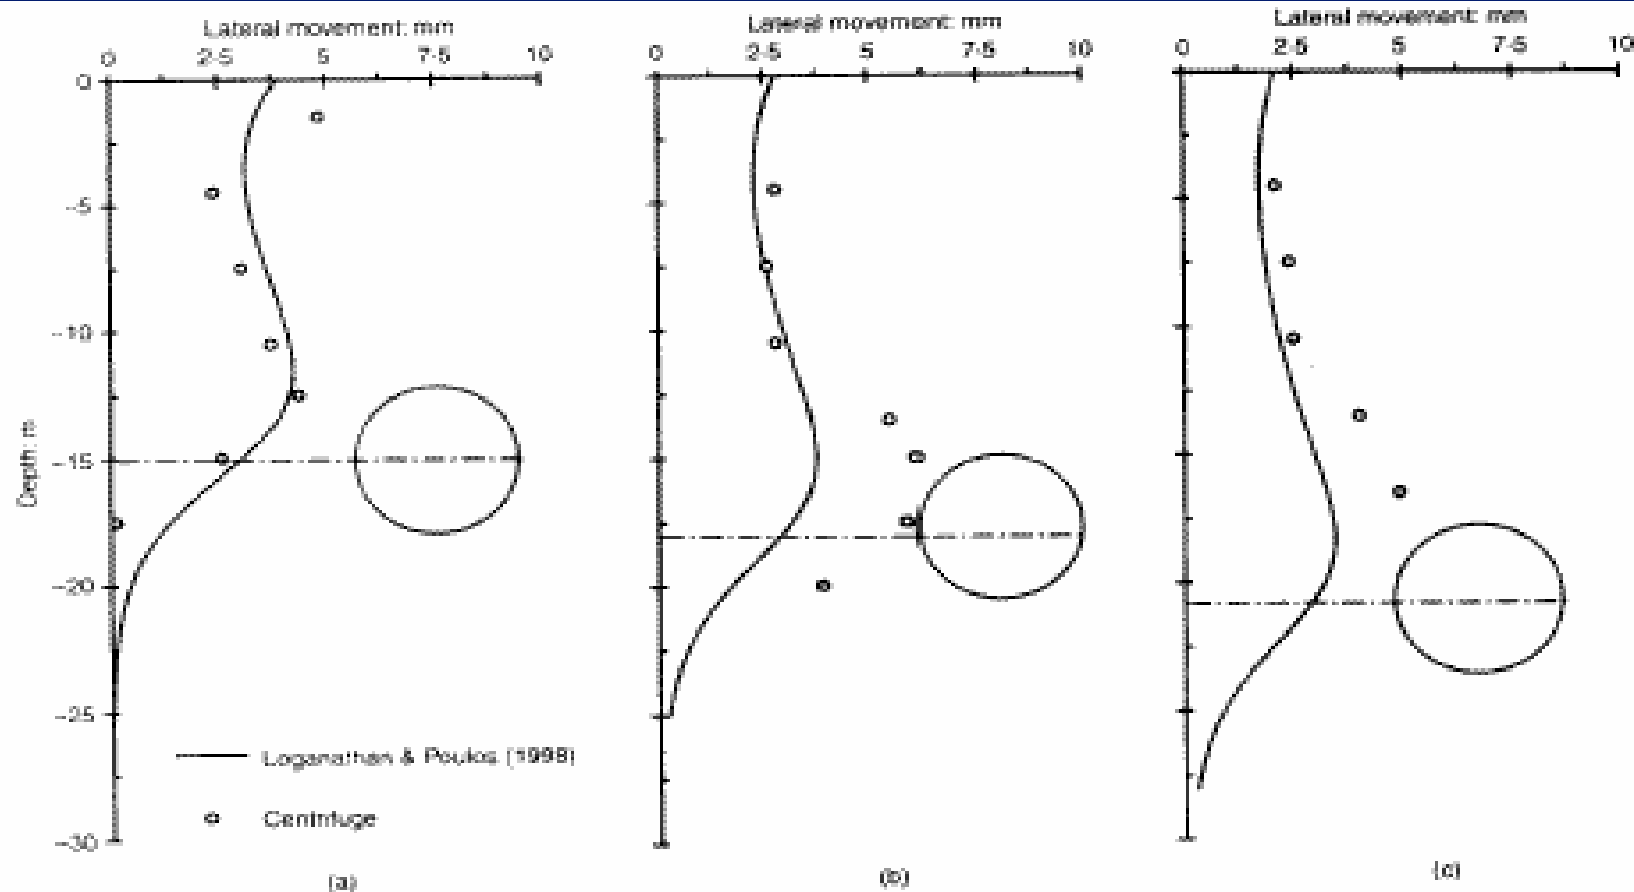 Lateral movement: mm
0 2·5 5 7·5 10
0
−5
−10
−15
−20
−25
−30
Depth: m
Loganathan & Poulos (1998)
Centrifuge
(a)
Lateral movement: mm
0 2·5 5 7·5 10
(b)
Lateral movement: mm
0 2·5 5 7·5 10
(c)